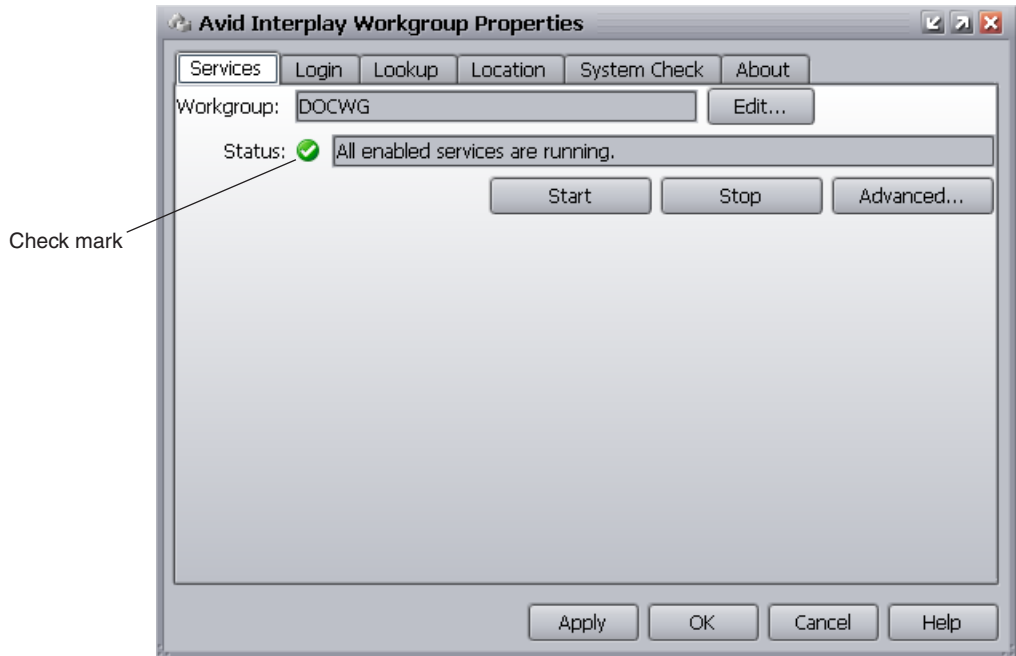 Avid Interplay Workgroup Properties
Services Login Lookup Location System Check About
Workgroup: DOCWG Edit...
Status: All enabled services are running.
Start Stop Advanced...
Check mark
Apply OK Cancel Help